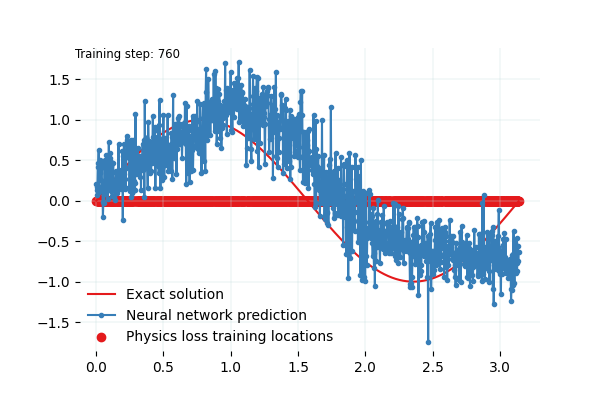 Training step: 760
1.5
1.0
0.5
0.0
−0.5
−1.0
−1.5
Exact solution
Neural network prediction
Physics loss training locations
0.0 0.5 1.0 1.5 2.0 2.5 3.0